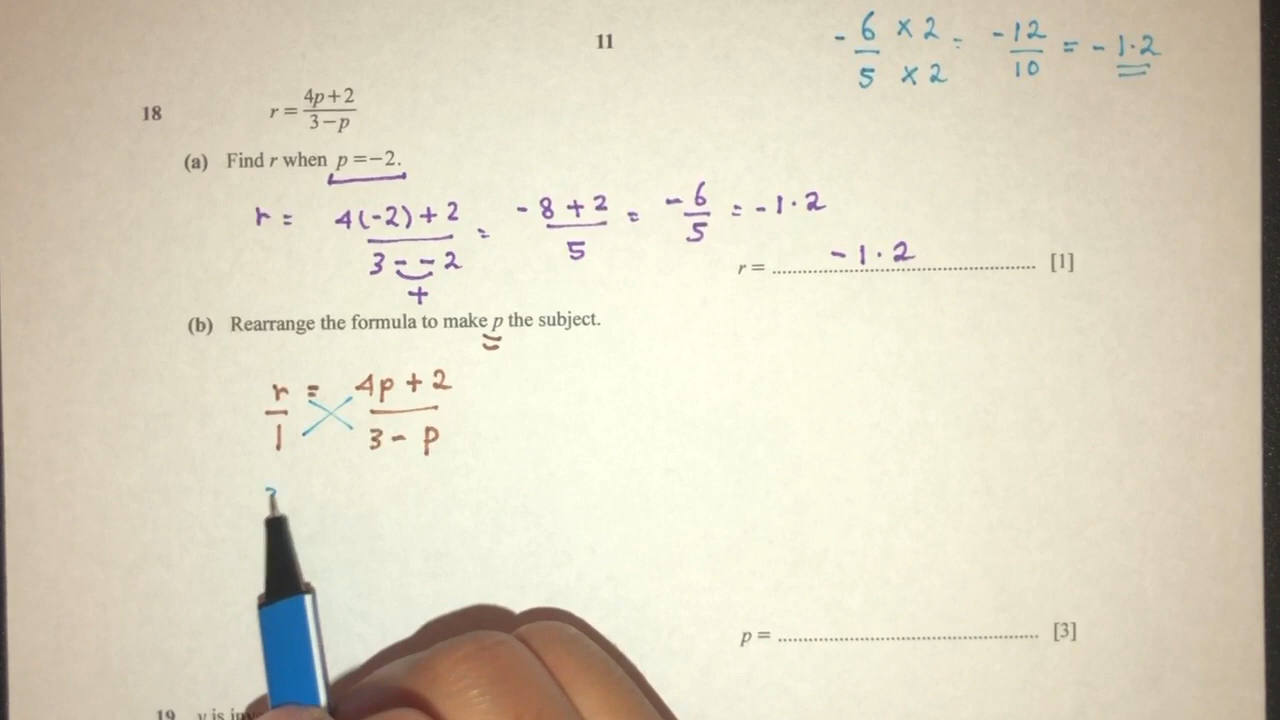 11
- 6/5 × 2/× 2 = -12/10 = -1·2
18 r = 4p+2/3−p
(a) Find r when p=−2.
r = 4(-2)+2/3--2 = -8+2/5 = -6/5 = -1·2
+
r = -1·2 [1]
(b) Rearrange the formula to make p the subject.
r/1 = 4p+2/3-p
p = [3]
19 y is